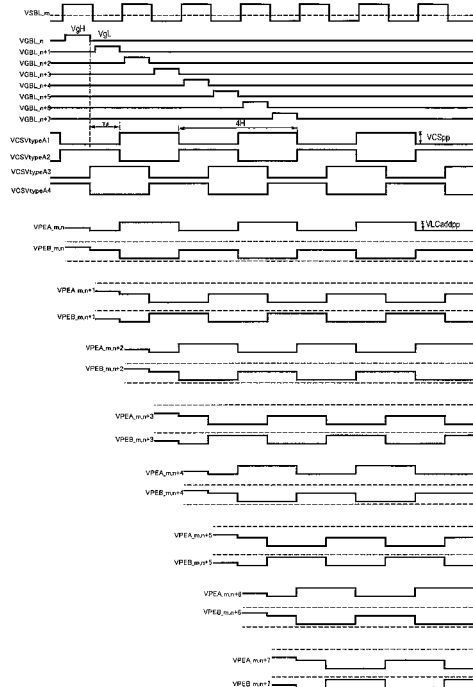 VSBL_m
VgH
VgL
VGBL_n
VGBL_n+1
VGBL_n+2
VGBL_n+3
VGBL_n+4
VGBL_n+5
VGBL_n+6
VGBL_n+7
Td
4H
VCSpp
VCSVtypeA1
VCSVtypeA2
VCSVtypeA3
VCSVtypeA4
VPEA_m,n
VLCaddpp
VPEB_m,n
VPEA_m,n+1
VPEB_m,n+1
VPEA_m,n+2
VPEB_m,n+2
VPEA_m,n+3
VPEB_m,n+3
VPEA_m,n+4
VPEB_m,n+4
VPEA_m,n+5
VPEB_m,n+5
VPEA_m,n+6
VPEB_m,n+6
VPEA_m,n+7
VPEB_m,n+7